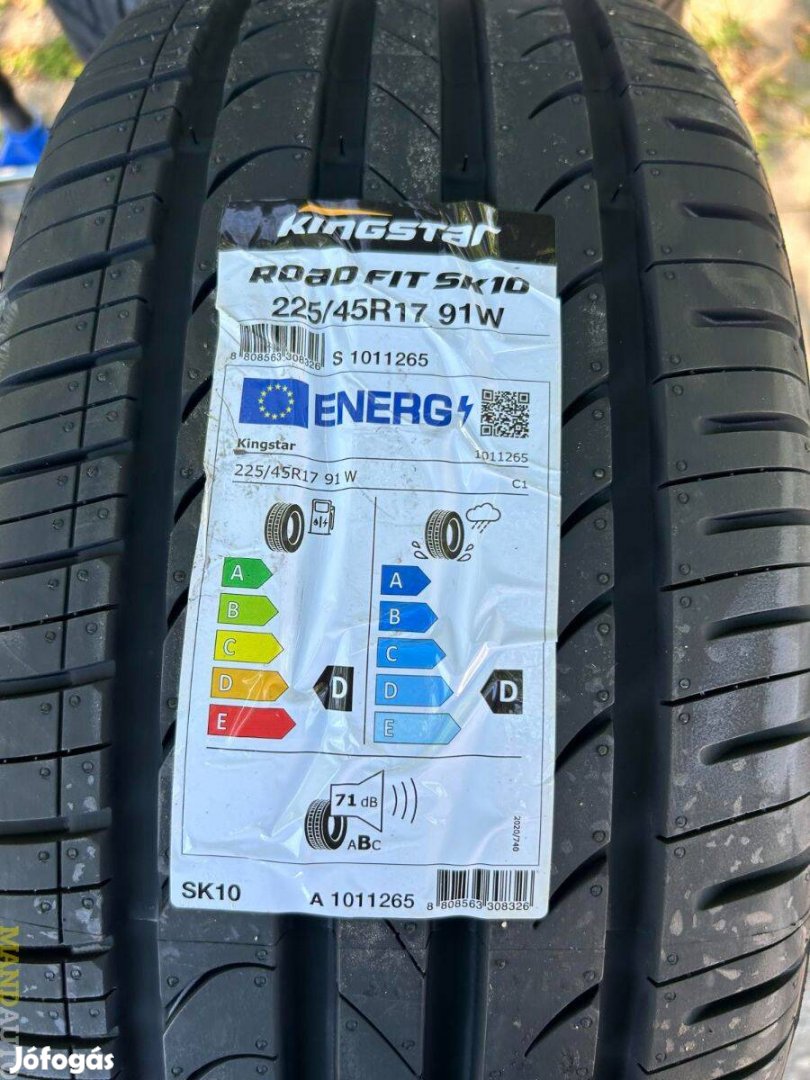 Kingstar
ROAD FIT SK10
225/45R17 91W
8 808563 308326
S 1011265
ENERG
Kingstar
1011265
225/45R17 91 W
C1
A
B
C
D
E
D
A
B
C
D
E
D
71 dB
ABC
2020/740
SK10
A 1011265
8 808563 308326
Jófogás